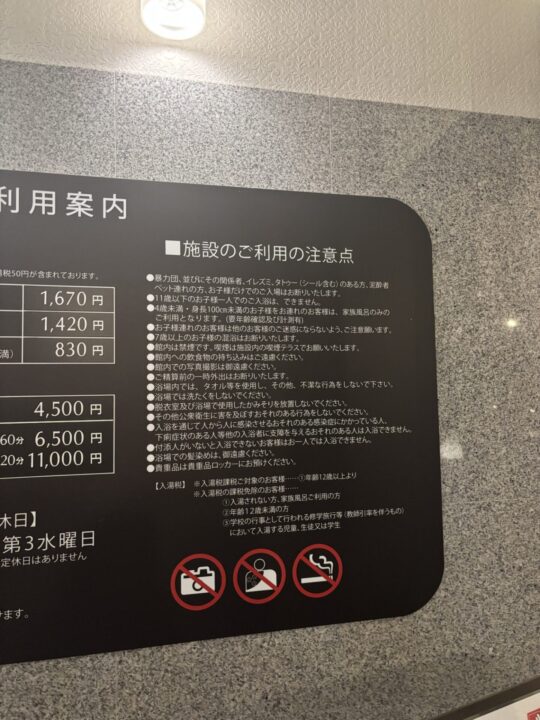 利用案内
湯税50円が含まれております。
1,670 円
1,420 円
満）
830 円
4,500 円
60分 6,500 円
20分 11,000 円
休日】
第3水曜日
定休日はありません
けます。
■施設のご利用の注意点
●暴力団、並びにその関係者、イレズミ、タトゥー（シール含む）のある方、泥酔者
ペット連れの方、お子様だけでのご入場はお断りいたします。
●11歳以下のお子様一人でのご入浴は、できません。
●4歳未満・身長100cm未満のお子様をお連れのお客様は、家族風呂のみの
ご利用となります。（要年齢確認及び計測有）
●お子様連れのお客様は他のお客様のご迷惑にならないよう、ご注意願います。
●7歳以上のお子様の混浴はお断りいたします。
●館内は禁煙です。喫煙は施設内の喫煙テラスでお願いいたします。
●館内への飲食物の持ち込みはご遠慮ください。
●館内での写真撮影は御遠慮ください。
●ご精算前の一時外出はお断りいたします。
●浴場内では、タオル等を使用し、その他、不潔な行為をしないで下さい。
●浴場では洗たくをしないでください。
●脱衣室及び浴場で使用したかみそりを放置しないでください。
●その他公衆衛生に害を及ぼすおそれのある行為をしないでください。
●入浴を通じて人から人に感染させるおそれのある感染症にかかっている人、
下痢症状のある人等他の入浴者に支障を与えるおそれのある人は入浴できません。
●付添人がいないと入浴できないお客様はお一人では入浴できません。
●浴場での髪染めは、御遠慮ください。
●貴重品は貴重品ロッカーにお預けください。
【入湯税】 ※入湯税課税ご対象のお客様……①年齢12歳以上より
※入湯税の課税免除のお客様……
①入湯されない方、家族風呂ご利用の方
②年齢12歳未満の方
③学校の行事として行われる修学旅行等（教師引率を伴うもの）
において入湯する児童、生徒又は学生